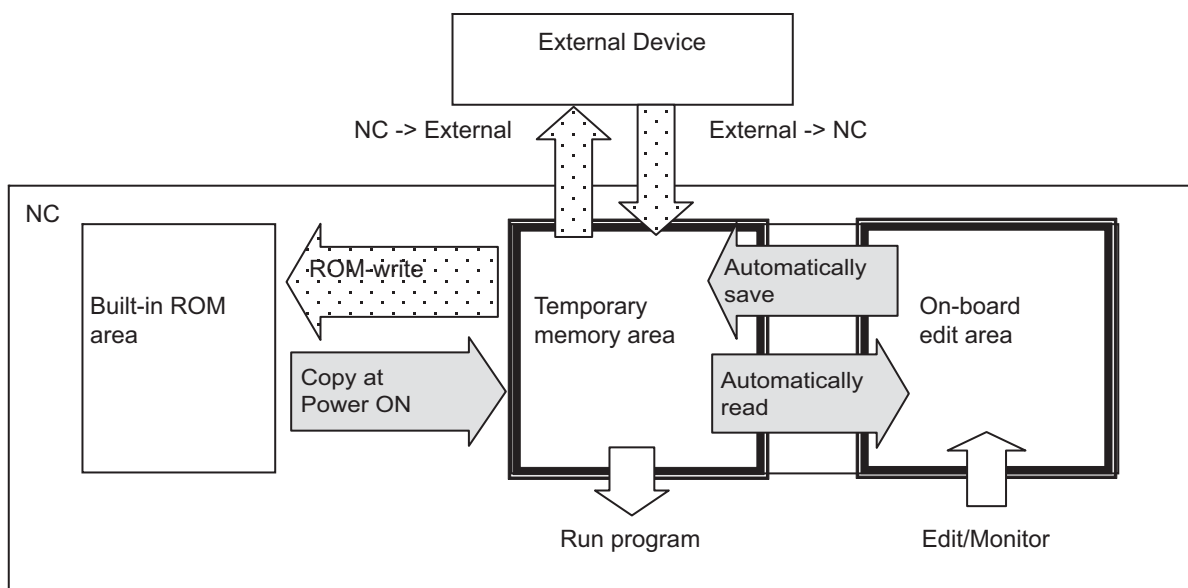 External Device
NC -> External
External -> NC
NC
Built-in ROM
area
ROM-write
Copy at
Power ON
Temporary
memory area
Automatically
save
Automatically
read
On-board
edit area
Run program
Edit/Monitor